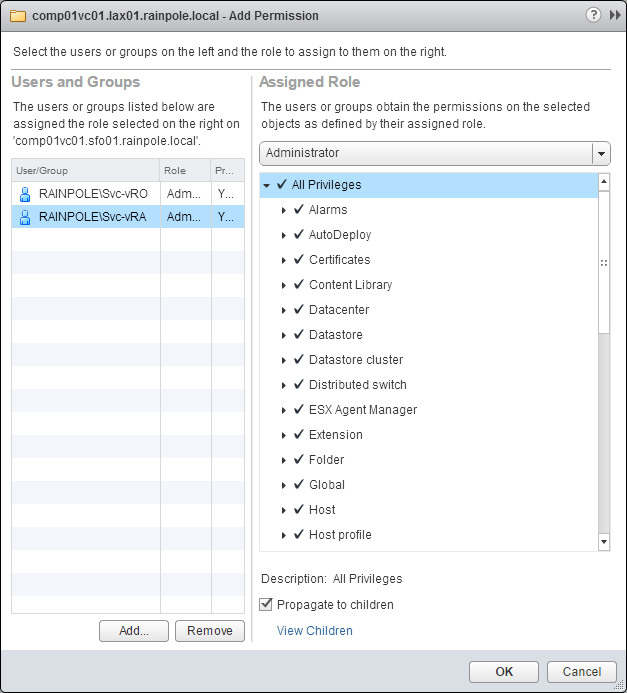 comp01vc01.lax01.rainpole.local - Add Permission
?
Select the users or groups on the left and the role to assign to them on the right.
Users and Groups
The users or groups listed below are
assigned the role selected on the right on
'comp01vc01.sfo01.rainpole.local'.
User/Group Role Pr...
RAINPOLE\Svc-vRO Adm... Y...
RAINPOLE\Svc-vRA Adm... Y...
Add... Remove
Assigned Role
The users or groups obtain the permissions on the selected
objects as defined by their assigned role.
Administrator
All Privileges
Alarms
AutoDeploy
Certificates
Content Library
Datacenter
Datastore
Datastore cluster
Distributed switch
ESX Agent Manager
Extension
Folder
Global
Host
Host profile
Description: All Privileges
Propagate to children
View Children
OK Cancel